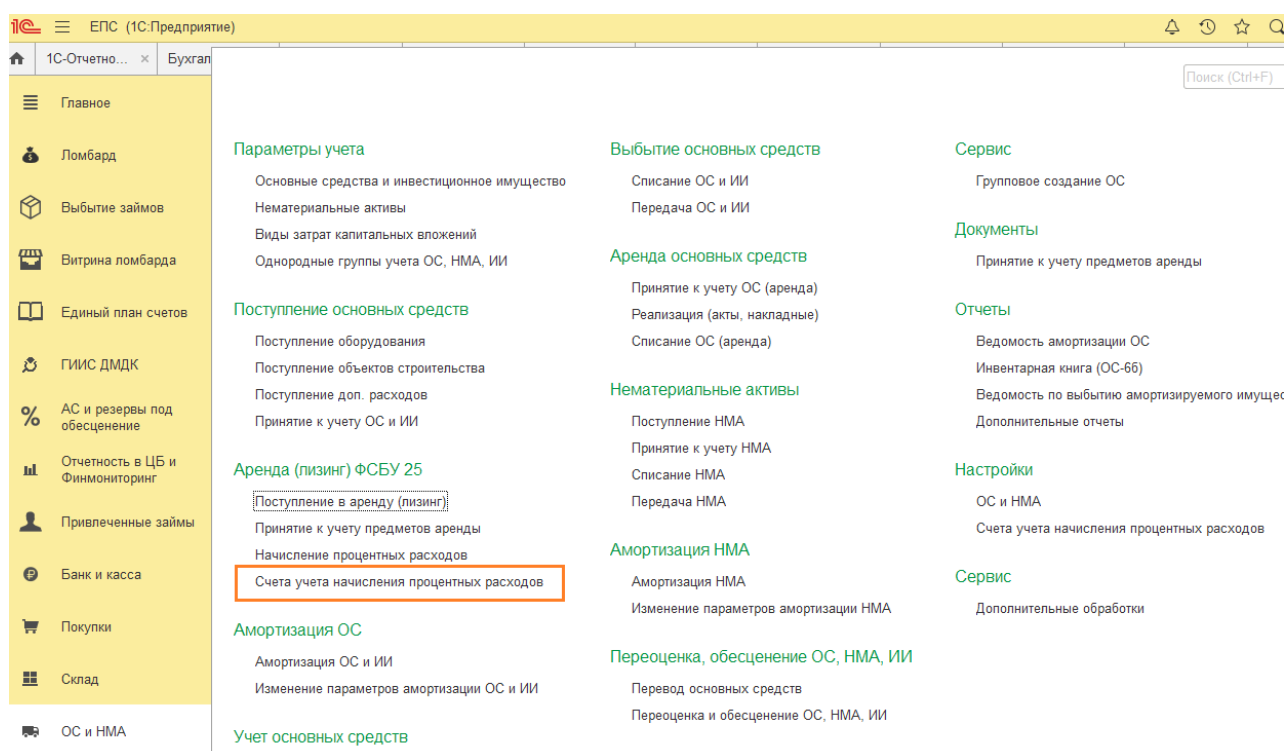 1С ЕПС (1С:Предприятие)
1С-Отчетно... × Бухгал
Поиск (Ctrl+F)
Главное
Ломбард
Выбытие займов
Витрина ломбарда
Единый план счетов
ГИИС ДМДК
АС и резервы под
обесценение
Отчетность в ЦБ и
Финмониторинг
Привлеченные займы
Банк и касса
Покупки
Склад
ОС и НМА
Параметры учета
Основные средства и инвестиционное имущество
Нематериальные активы
Виды затрат капитальных вложений
Однородные группы учета ОС, НМА, ИИ
Поступление основных средств
Поступление оборудования
Поступление объектов строительства
Поступление доп. расходов
Принятие к учету ОС и ИИ
Аренда (лизинг) ФСБУ 25
Поступление в аренду (лизинг)
Принятие к учету предметов аренды
Начисление процентных расходов
Счета учета начисления процентных расходов
Амортизация ОС
Амортизация ОС и ИИ
Изменение параметров амортизации ОС и ИИ
Учет основных средств
Выбытие основных средств
Списание ОС и ИИ
Передача ОС и ИИ
Аренда основных средств
Принятие к учету ОС (аренда)
Реализация (акты, накладные)
Списание ОС (аренда)
Нематериальные активы
Поступление НМА
Принятие к учету НМА
Списание НМА
Передача НМА
Амортизация НМА
Амортизация НМА
Изменение параметров амортизации НМА
Переоценка, обесценение ОС, НМА, ИИ
Перевод основных средств
Переоценка и обесценение ОС, НМА, ИИ
Сервис
Групповое создание ОС
Документы
Принятие к учету предметов аренды
Отчеты
Ведомость амортизации ОС
Инвентарная книга (ОС-6б)
Ведомость по выбытию амортизируемого имущес
Дополнительные отчеты
Настройки
ОС и НМА
Счета учета начисления процентных расходов
Сервис
Дополнительные обработки